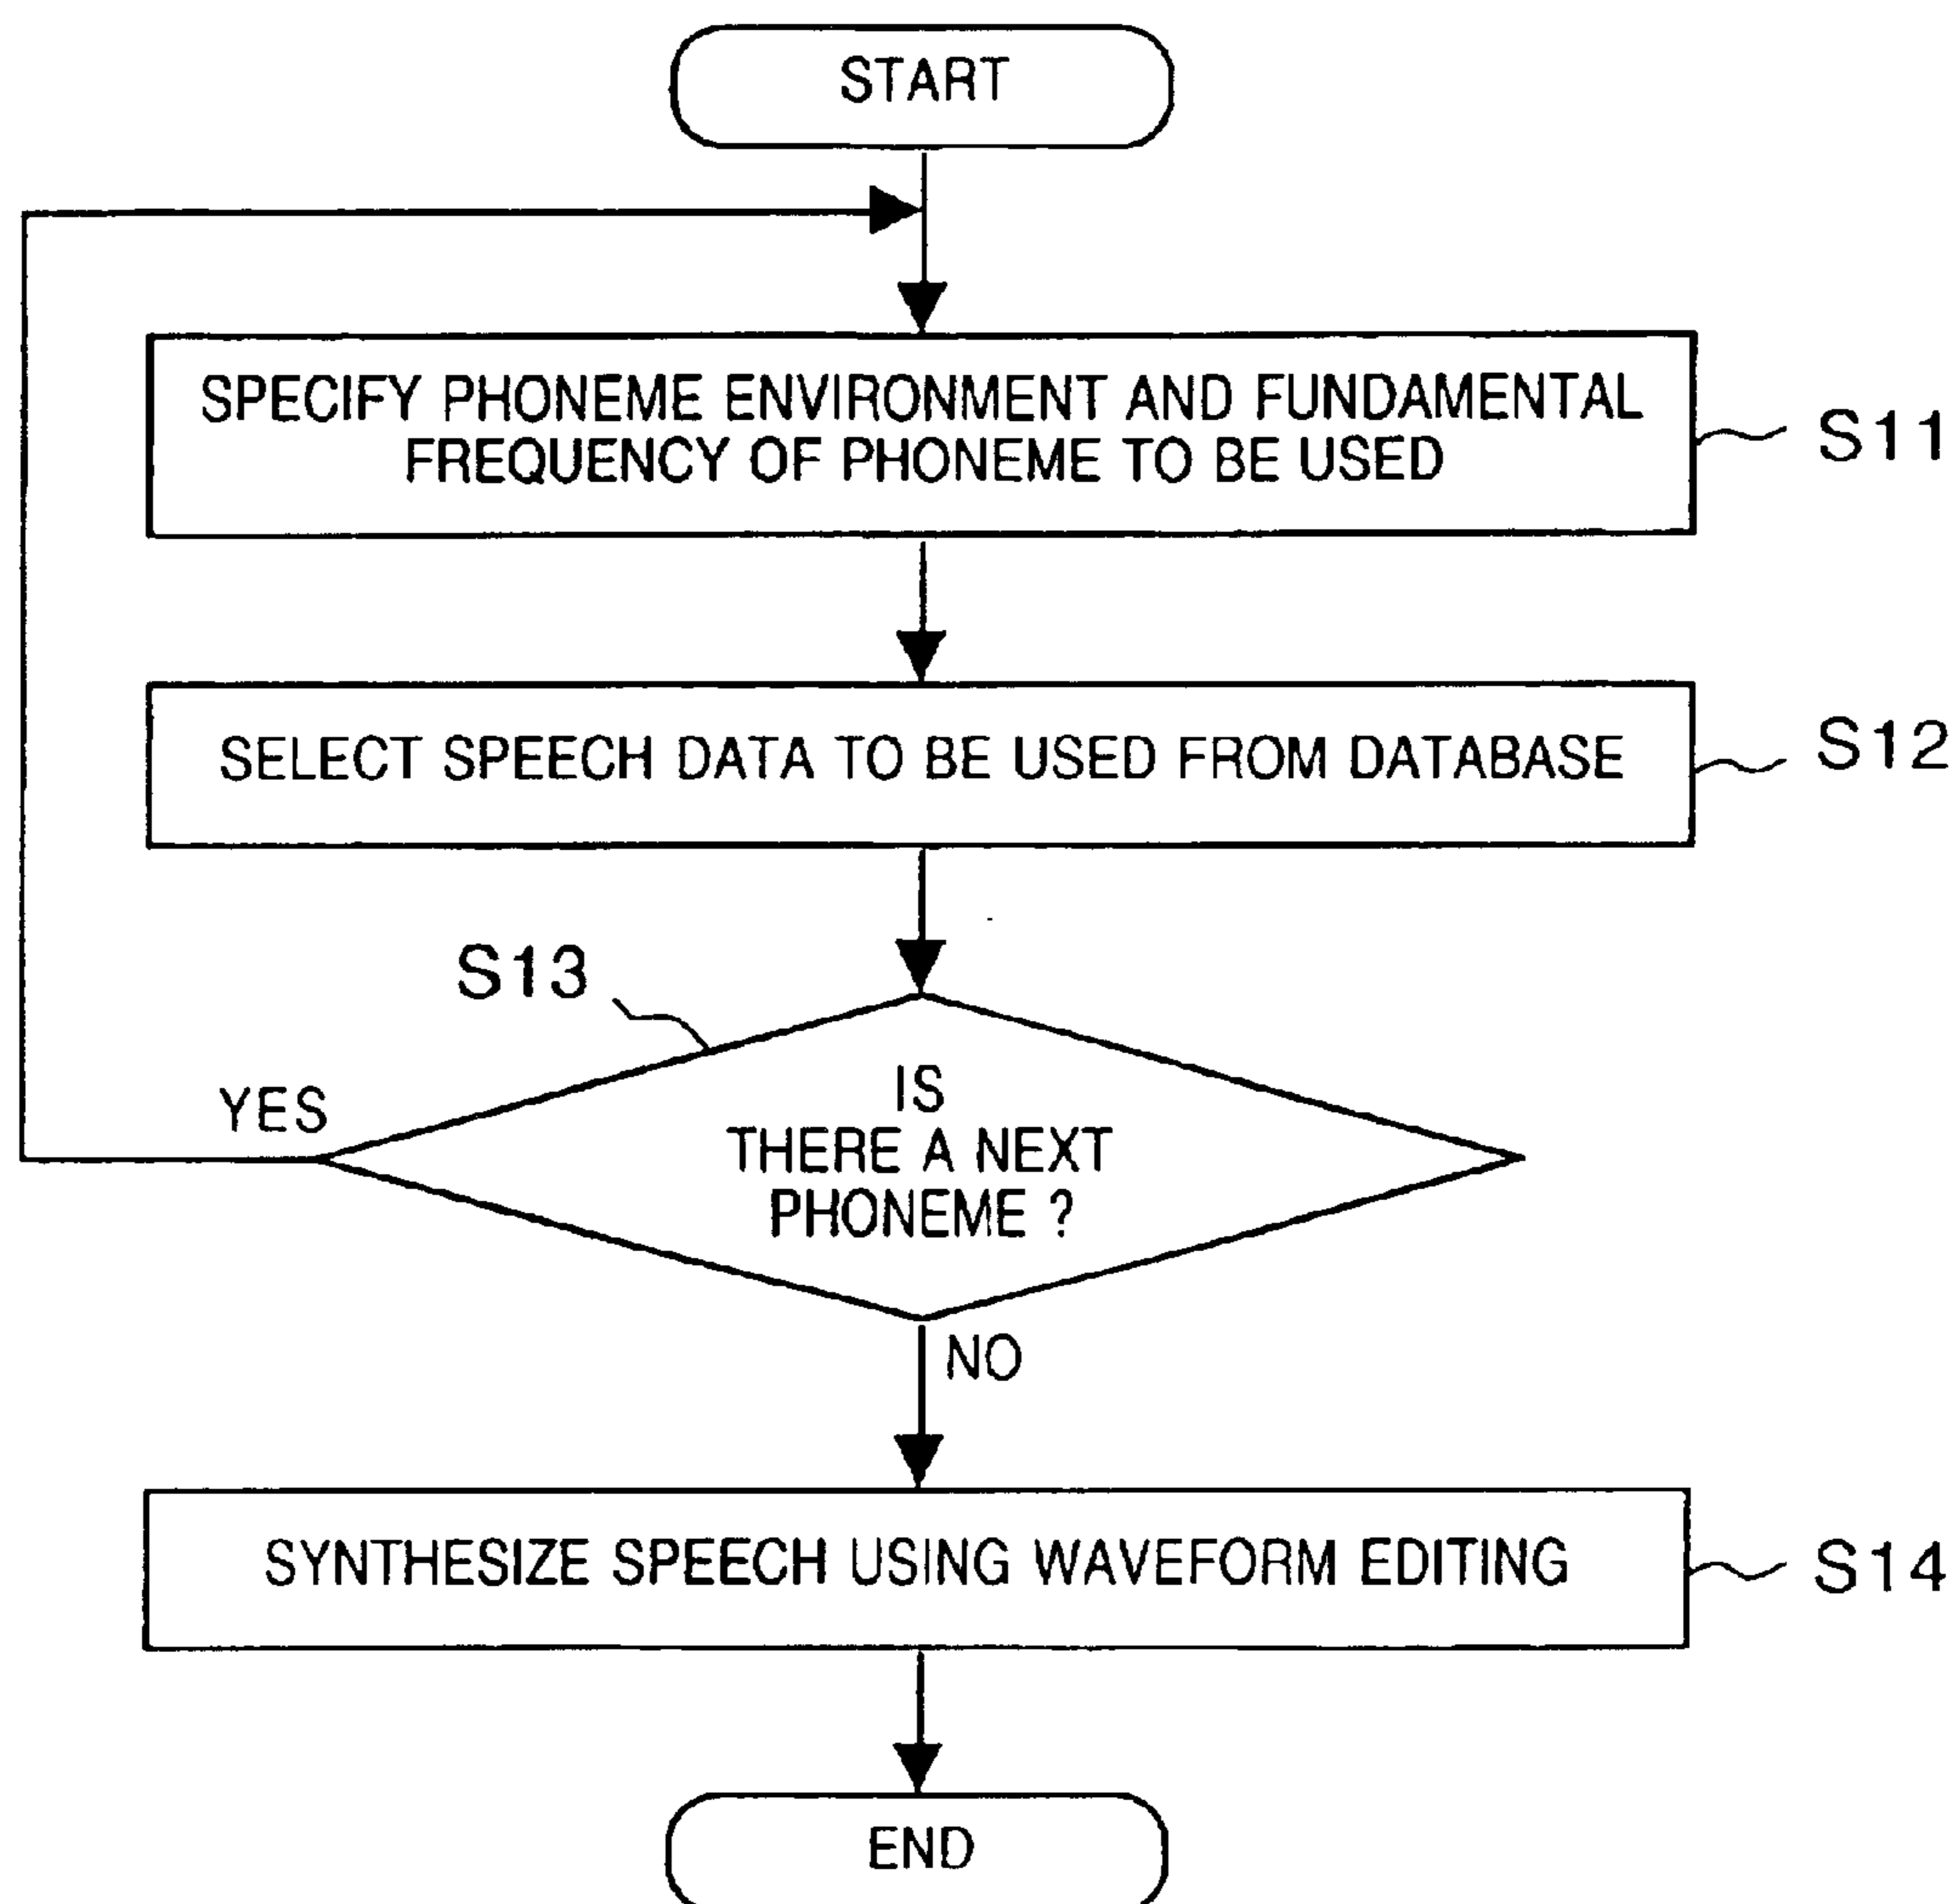 START
SPECIFY PHONEME ENVIRONMENT AND FUNDAMENTAL
FREQUENCY OF PHONEME TO BE USED
S11
SELECT SPEECH DATA TO BE USED FROM DATABASE
S12
S13
YES
IS
THERE A NEXT
PHONEME ?
NO
SYNTHESIZE SPEECH USING WAVEFORM EDITING
S14
END